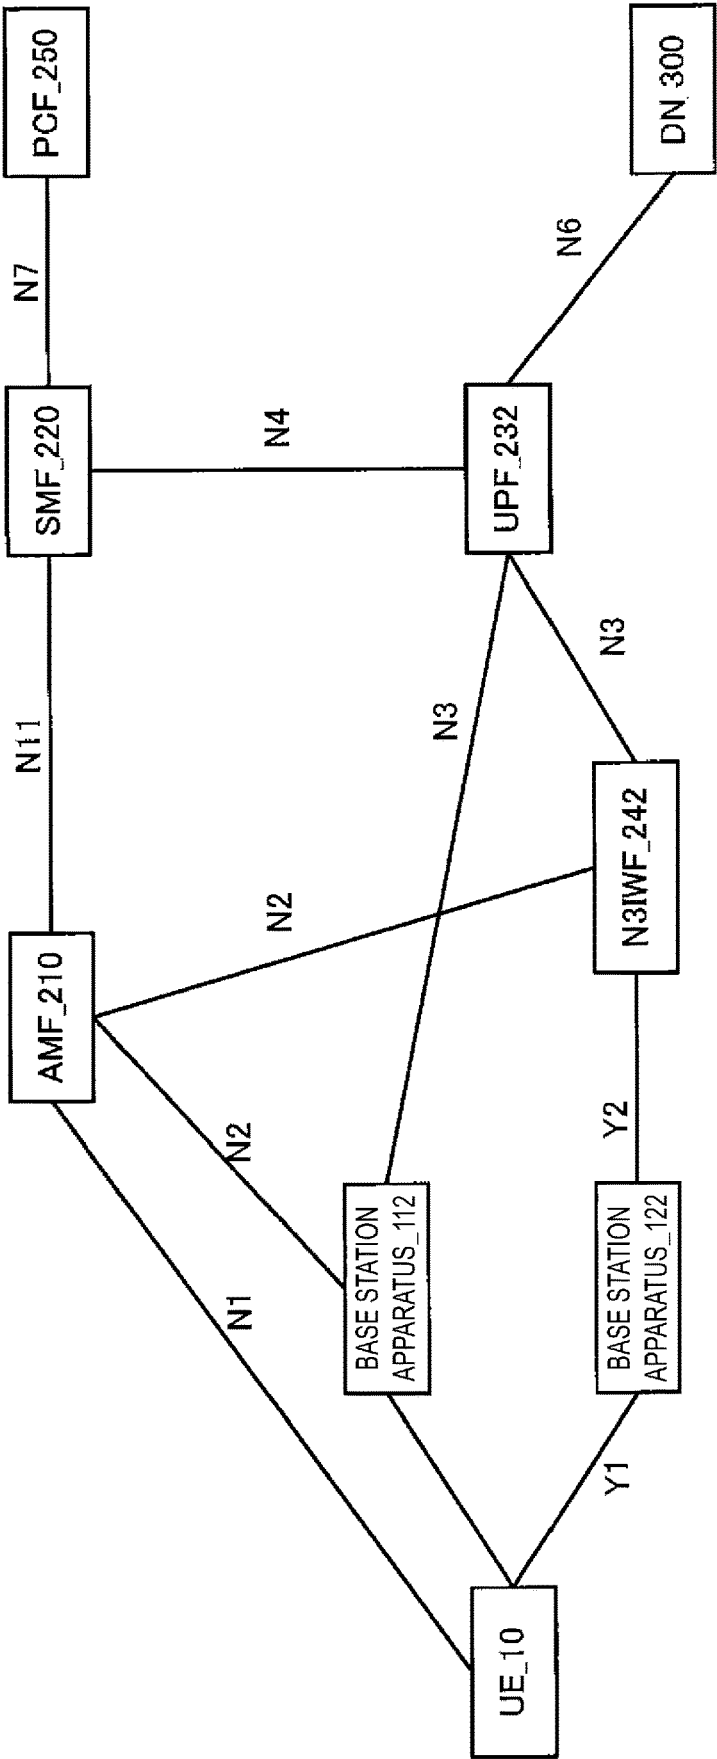 AMF_210
N11
SMF_220
N7
PCF_250
N1
N2
N2
N4
BASE STATION
APPARATUS_112
N3
UE_10
UPF_232
N6
Y1
BASE STATION
APPARATUS_122
Y2
N3IWF_242
N3
DN_300